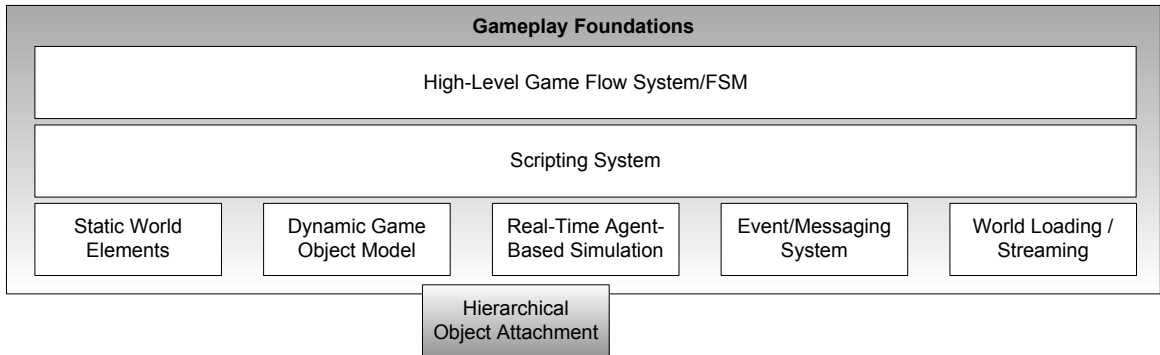 Gameplay Foundations
High-Level Game Flow System/FSM
Scripting System
Static World
Elements
Dynamic Game
Object Model
Real-Time Agent-
Based Simulation
Event/Messaging
System
World Loading /
Streaming
Hierarchical
Object Attachment